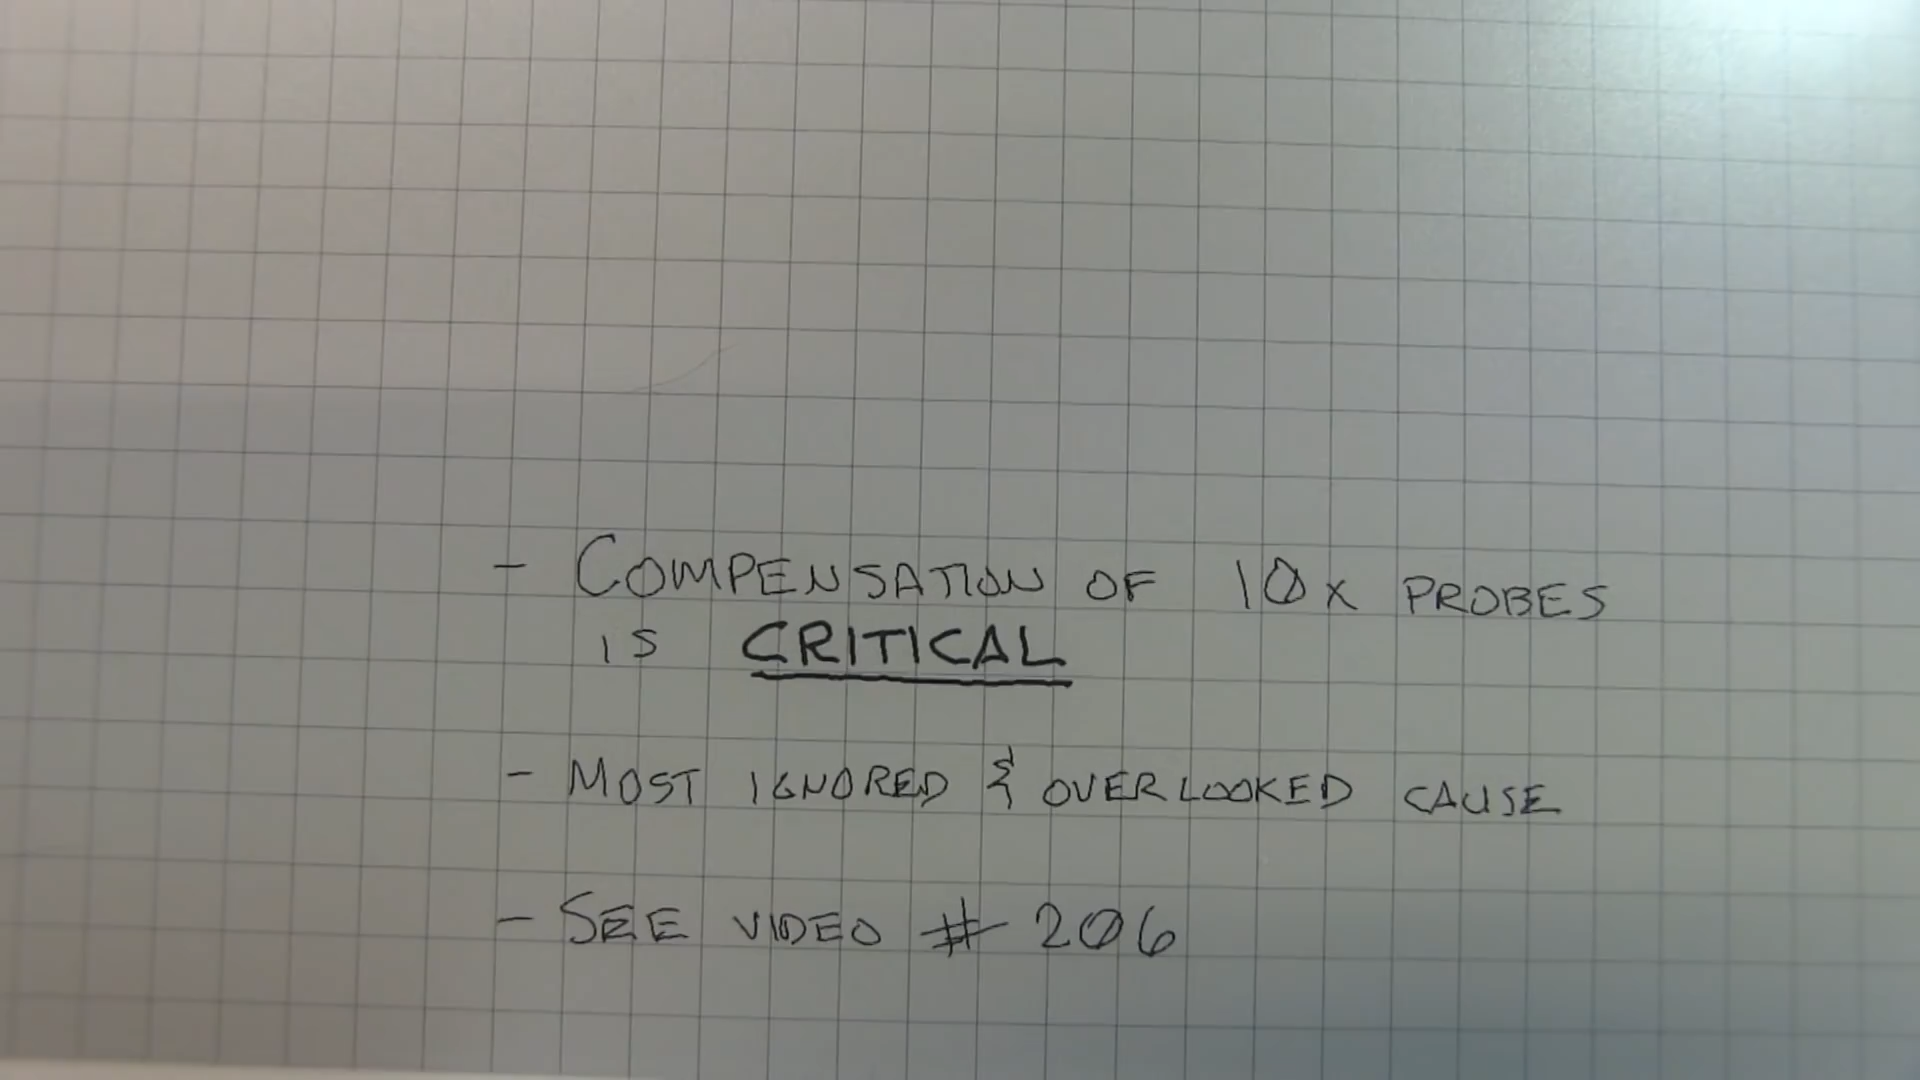 - COMPENSATION OF 10X PROBES
IS CRITICAL
- MOST IGNORED & OVERLOOKED CAUSE
- SEE VIDEO # 206